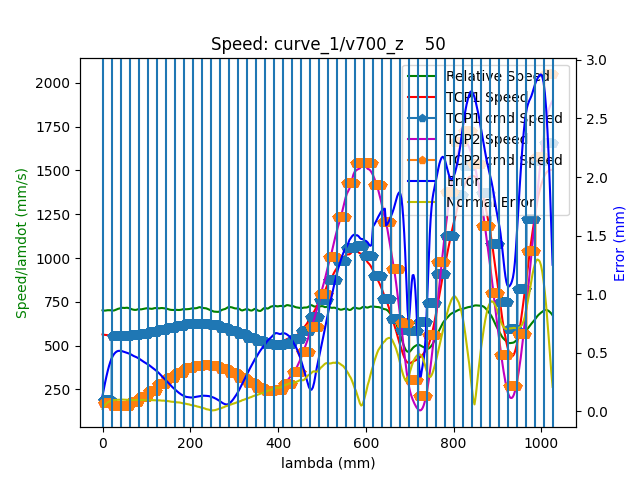 Speed: curve_1/v700_z    50
Relative Speed
TCP1 Speed
TCP1 cmd Speed
TCP2 Speed
TCP2 cmd Speed
Error
Normal Error
2000
1750
1500
1250
1000
750
500
250
Speed/lamdot (mm/s)
3.0
2.5
2.0
1.5
1.0
0.5
0.0
Error (mm)
0 200 400 600 800 1000
lambda (mm)